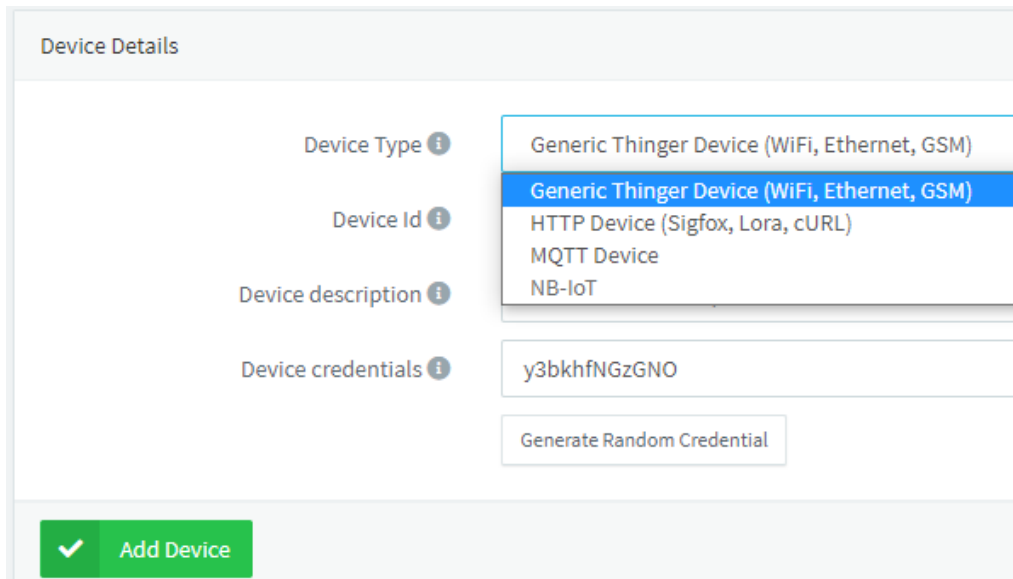 Device Details
Device Type
Generic Thinger Device (WiFi, Ethernet, GSM)
Generic Thinger Device (WiFi, Ethernet, GSM)
HTTP Device (Sigfox, Lora, cURL)
MQTT Device
NB-IoT
Device Id
Device description
Device credentials
y3bkhfNGzGNO
Generate Random Credential
Add Device